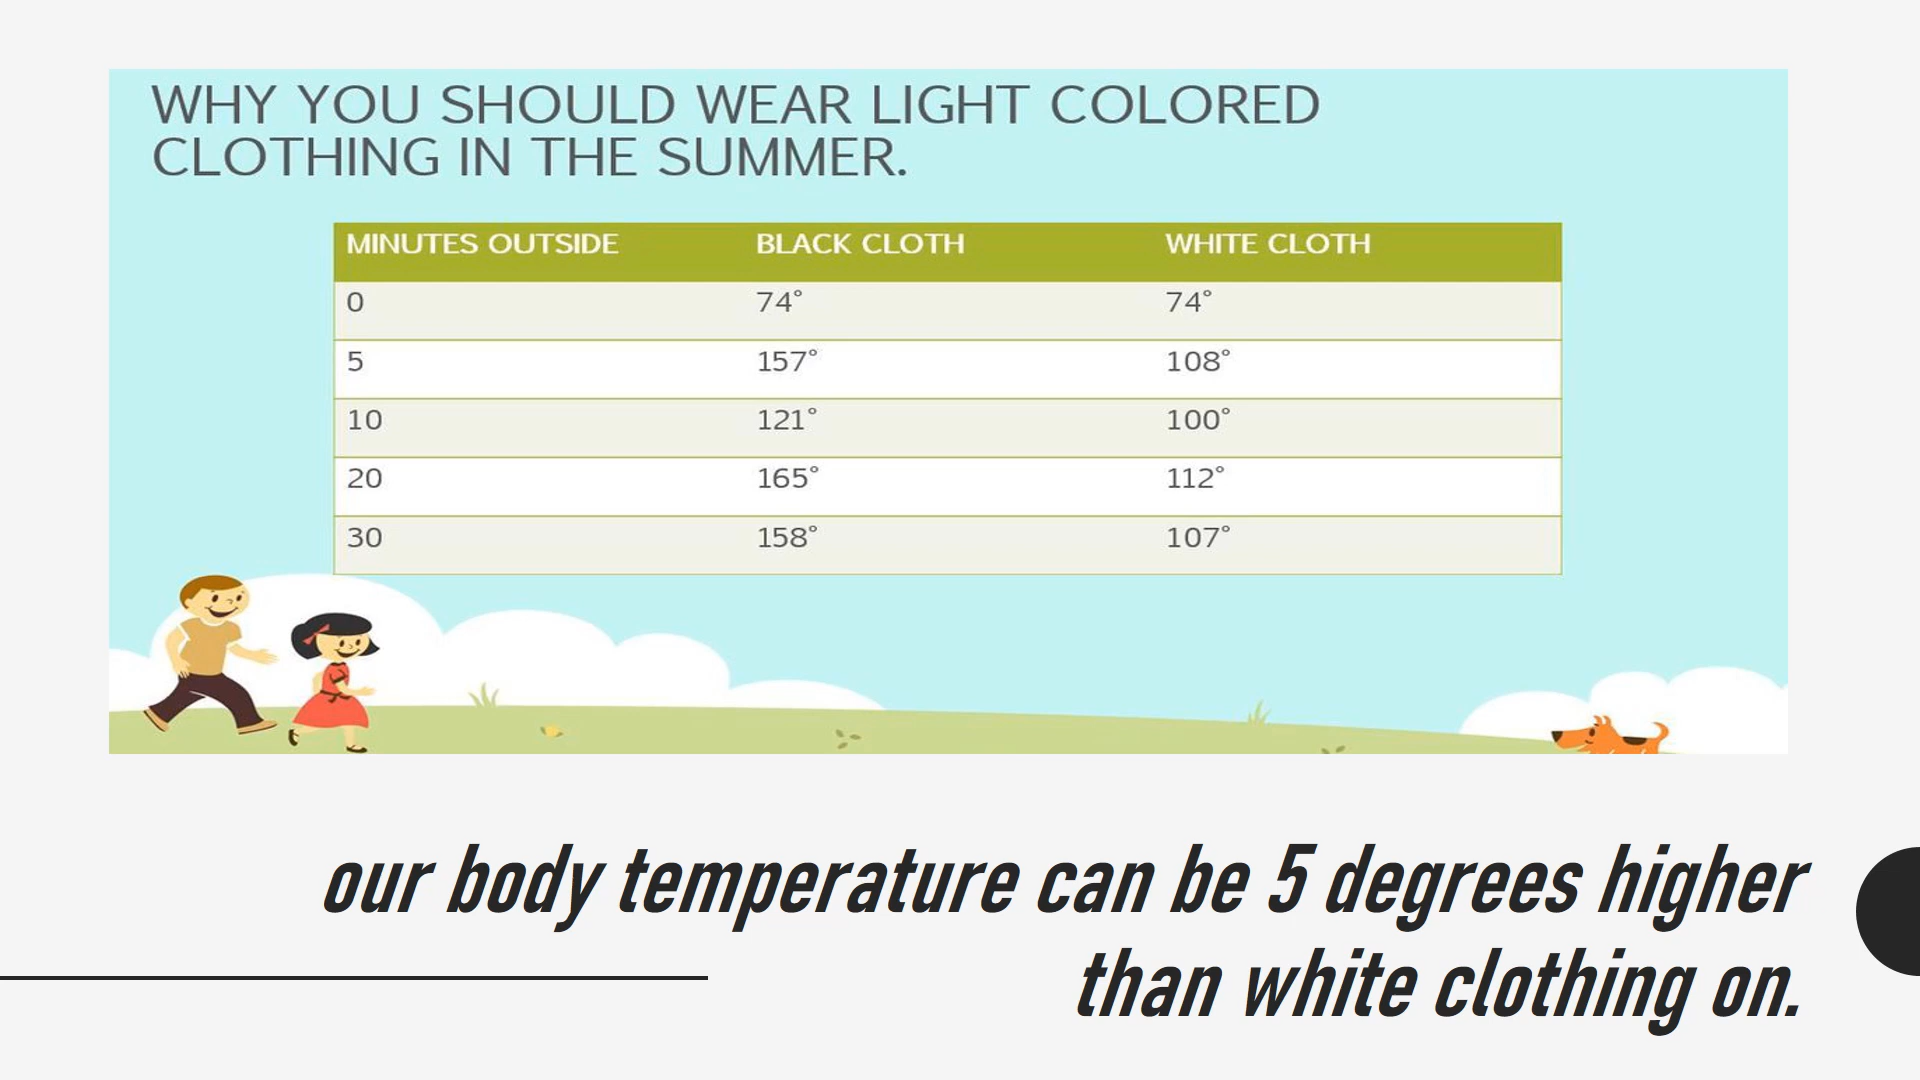 WHY YOU SHOULD WEAR LIGHT COLORED
CLOTHING IN THE SUMMER.
MINUTES OUTSIDE BLACK CLOTH WHITE CLOTH
0 74° 74°
5 157° 108°
10 121° 100°
20 165° 112°
30 158° 107°
our body temperature can be 5 degrees higher
than white clothing on.